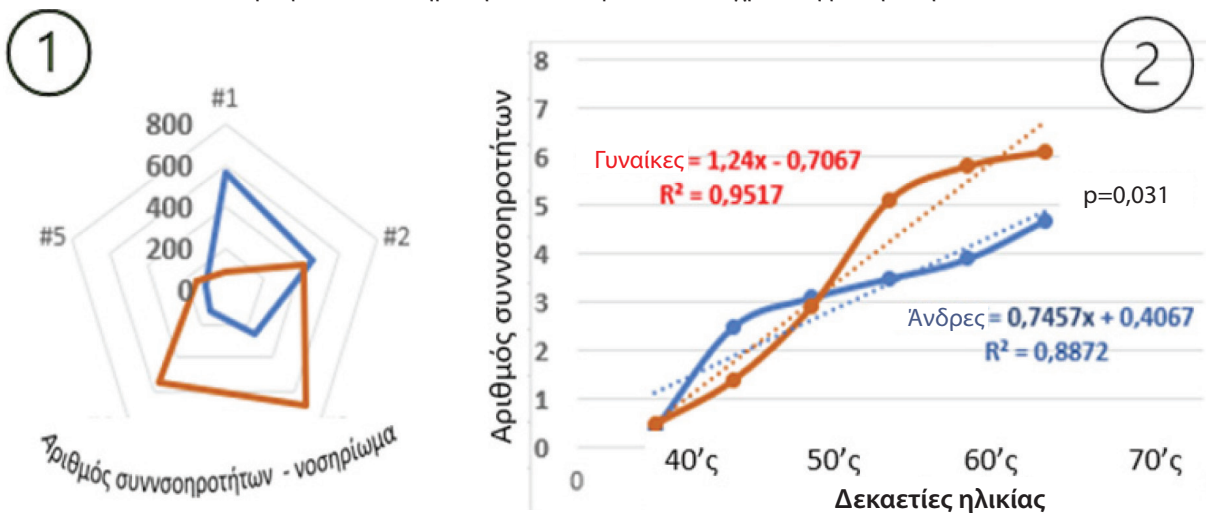 1
#1
800
600
400
200
0
#2
#5
Αριθμός συννσοηροτήτων - νοσηρίωμα
2
Αριθμός συννσοηροτήτων
8
7
6
5
4
3
2
1
0
0
Γυναίκες = 1,24x - 0,7067
R² = 0,9517
p=0,031
Άνδρες = 0,7457x + 0,4067
R² = 0,8872
40'ς 50'ς 60'ς 70'ς
Δεκαετίες ηλικίας